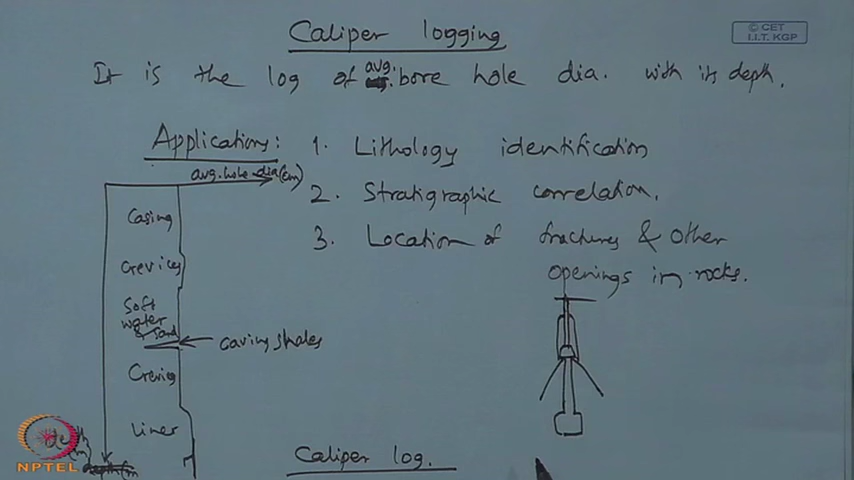 Caliper logging
© CET
I.I.T. KGP
It is the log of avg. bore hole dia. with its depth.
Applications: 1. Lithology identification
avg. hole dia (cm)
2. Stratigraphic correlation.
3. Location of fractures & other
openings in rocks.
Casing
Crevices
Soft
water
& sand
caving shales
Crevices
Liner
depth
NPTEL
Caliper log.